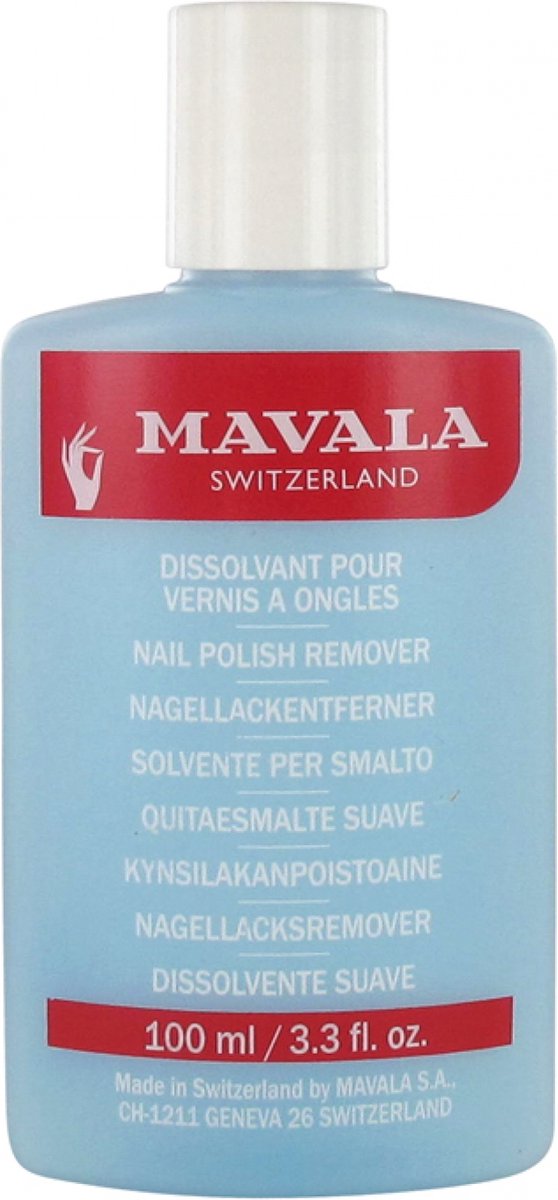 MAVALA
SWITZERLAND
DISSOLVANT POUR
VERNIS A ONGLES
NAIL POLISH REMOVER
NAGELLACKENTFERNER
SOLVENTE PER SMALTO
QUITAESMALTE SUAVE
KYNSILAKANPOISTOAINE
NAGELLACKSREMOVER
DISSOLVENTE SUAVE
100 ml / 3.3 fl. oz.
Made in Switzerland by MAVALA S.A.,
CH-1211 GENEVA 26 SWITZERLAND